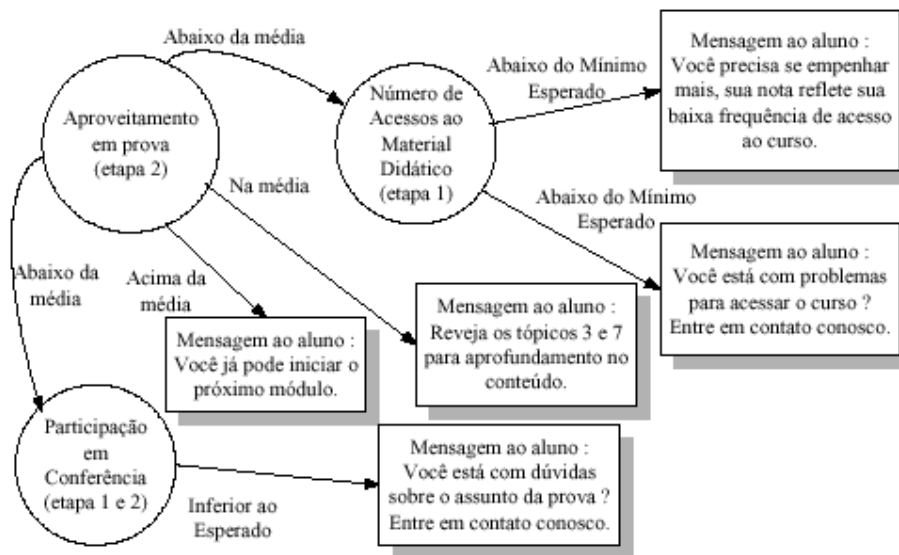 Abaixo da média
Aproveitamento
em prova
(etapa 2)
Número de
Acessos ao
Material
Didático
(etapa 1)
Abaixo do Mínimo
Esperado
Mensagem ao aluno :
Você precisa se empenhar
mais, sua nota reflete sua
baixa frequência de acesso
ao curso.
Na média
Abaixo do Mínimo
Esperado
Mensagem ao aluno :
Você está com problemas
para acessar o curso ?
Entre em contato conosco.
Abaixo da
média
Acima da
média
Mensagem ao aluno :
Você já pode iniciar o
próximo módulo.
Mensagem ao aluno :
Reveja os tópicos 3 e 7
para aprofundamento no
conteúdo.
Participação
em
Conferência
(etapa 1 e 2)
Inferior ao
Esperado
Mensagem ao aluno :
Você está com dúvidas
sobre o assunto da prova ?
Entre em contato conosco.